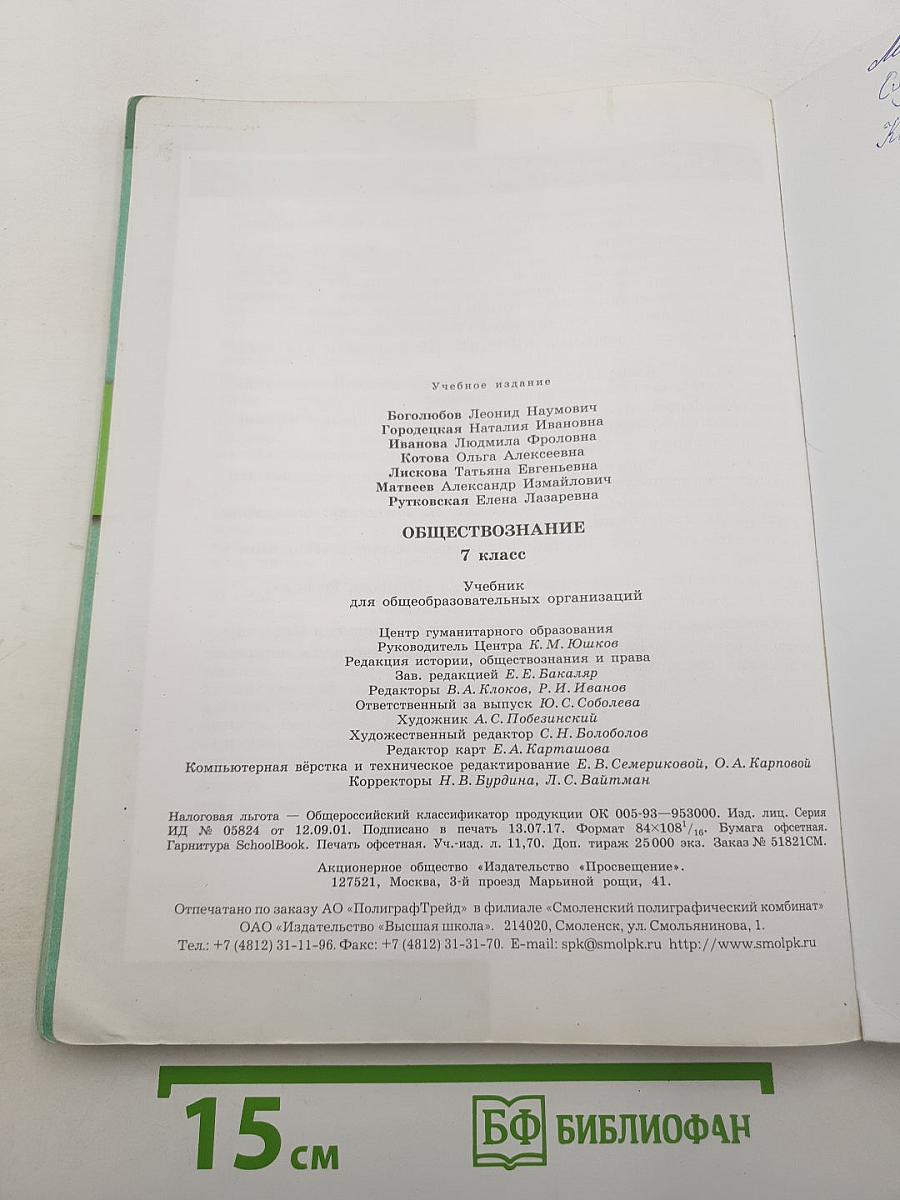 Учебное издание
Боголюбов Леонид Наумович
Городецкая Наталия Ивановна
Иванова Людмила Фроловна
Котова Ольга Алексеевна
Лискова Татьяна Евгеньевна
Матвеев Александр Измайлович
Рутковская Елена Лазаревна
ОБЩЕСТВОЗНАНИЕ
7 класс
Учебник
для общеобразовательных организаций
Центр гуманитарного образования
Руководитель Центра К. М. Юшков
Редакция истории, обществознания и права
Зав. редакцией Е. Е. Бакаляр
Редакторы В. А. Клоков, Р. И. Иванов
Ответственный за выпуск Ю. С. Соболева
Художник А. С. Побезинский
Художественный редактор С. Н. Болоболов
Редактор карт Е. А. Карташова
Компьютерная вёрстка и техническое редактирование Е. В. Семериковой, О. А. Карповой
Корректоры Н. В. Бурдина, Л. С. Вайтман
Налоговая льгота — Общероссийский классификатор продукции ОК 005-93—953000. Изд. лиц. Серия
ИД № 05824 от 12.09.01. Подписано в печать 13.07.17. Формат 84×108¹/₁₆. Бумага офсетная.
Гарнитура SchoolBook. Печать офсетная. Уч.-изд. л. 11,70. Доп. тираж 25 000 экз. Заказ № 51821СМ.
Акционерное общество «Издательство «Просвещение».
127521, Москва, 3-й проезд Марьиной рощи, 41.
Отпечатано по заказу АО «ПолиграфТрейд» в филиале «Смоленский полиграфический комбинат»
ОАО «Издательство «Высшая школа». 214020, Смоленск, ул. Смольянинова, 1.
Тел.: +7 (4812) 31-11-96. Факс: +7 (4812) 31-31-70. E-mail: spk@smolpk.ru http://www.smolpk.ru
15 см
БФ БИБЛИОФАН